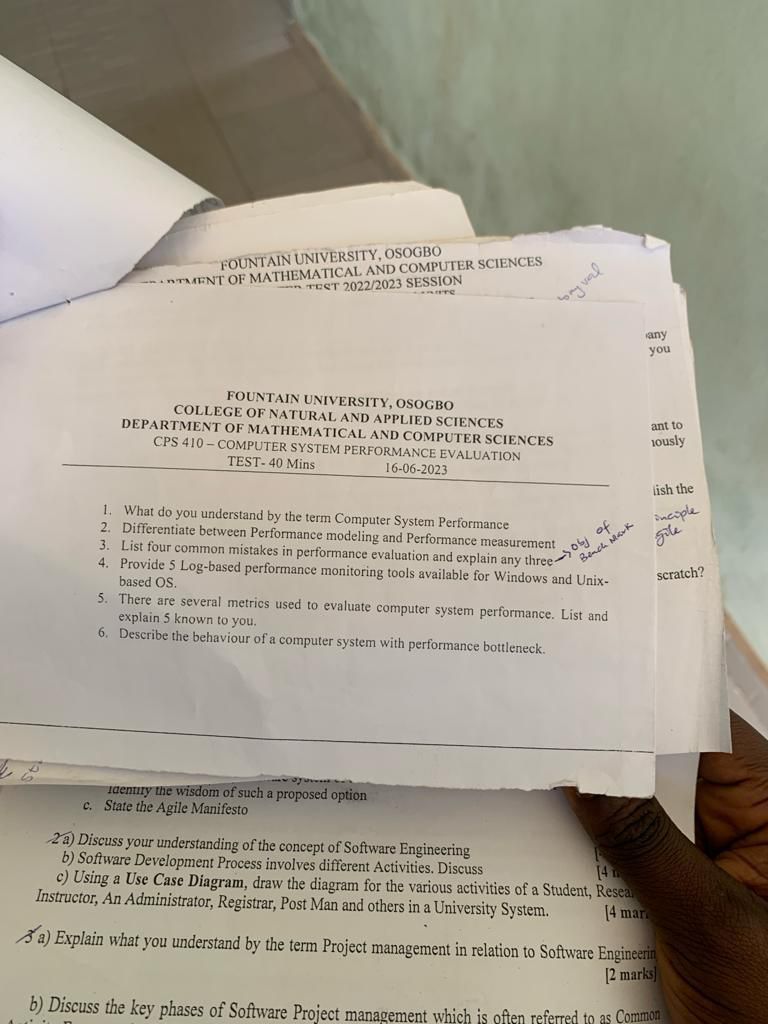 FOUNTAIN UNIVERSITY, OSOGBO
OF MATHEMATICAL AND COMPUTER SCIENCES
TEST 2022/2023 SESSION
any
you
ant to
iously
lish the
scratch?
FOUNTAIN UNIVERSITY, OSOGBO
COLLEGE OF NATURAL AND APPLIED SCIENCES
DEPARTMENT OF MATHEMATICAL AND COMPUTER SCIENCES
CPS 410 – COMPUTER SYSTEM PERFORMANCE EVALUATION
TEST- 40 Mins 16-06-2023
1. What do you understand by the term Computer System Performance
2. Differentiate between Performance modeling and Performance measurement
3. List four common mistakes in performance evaluation and explain any three → Obj of
Bench Mark
4. Provide 5 Log-based performance monitoring tools available for Windows and Unix-
based OS.
5. There are several metrics used to evaluate computer system performance. List and
explain 5 known to you.
6. Describe the behaviour of a computer system with performance bottleneck.
Identify the wisdom of such a proposed option
c. State the Agile Manifesto
2a) Discuss your understanding of the concept of Software Engineering
b) Software Development Process involves different Activities. Discuss [4
c) Using a Use Case Diagram, draw the diagram for the various activities of a Student, Resea
Instructor, An Administrator, Registrar, Post Man and others in a University System. [4 mar
3a) Explain what you understand by the term Project management in relation to Software Engineerin
[2 marks]
b) Discuss the key phases of Software Project management which is often referred to as Common